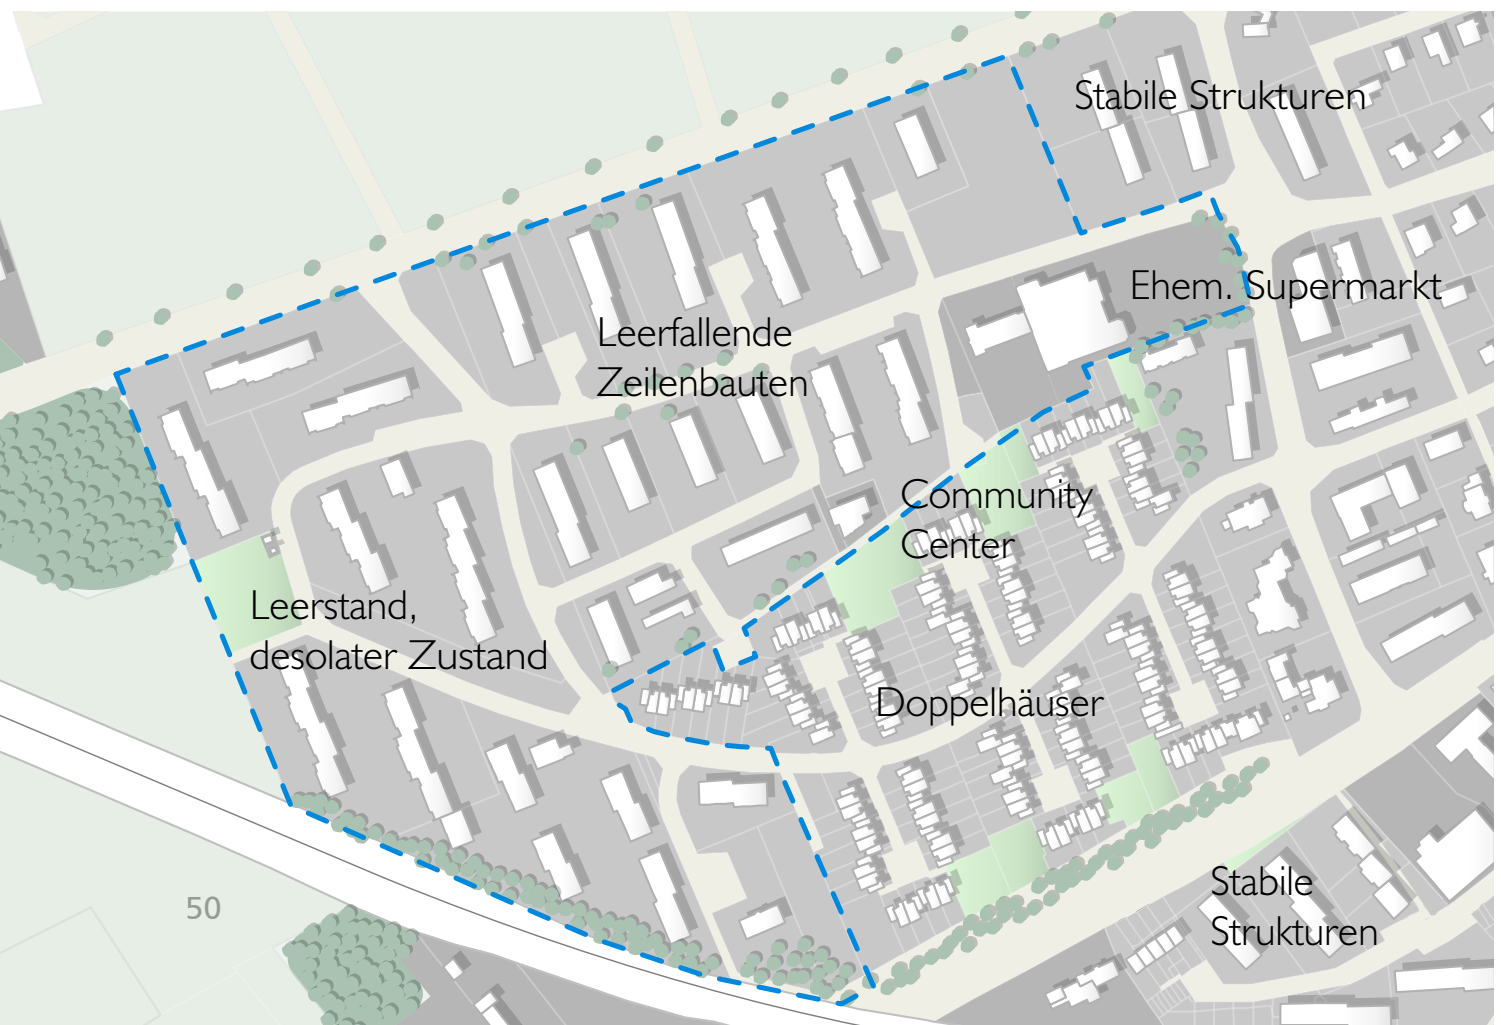 Stabile Strukturen
Ehem. Supermarkt
Leerfallende
Zeilenbauten
Community
Center
Leerstand,
desolater Zustand
Doppelhäuser
Stabile
Strukturen
50